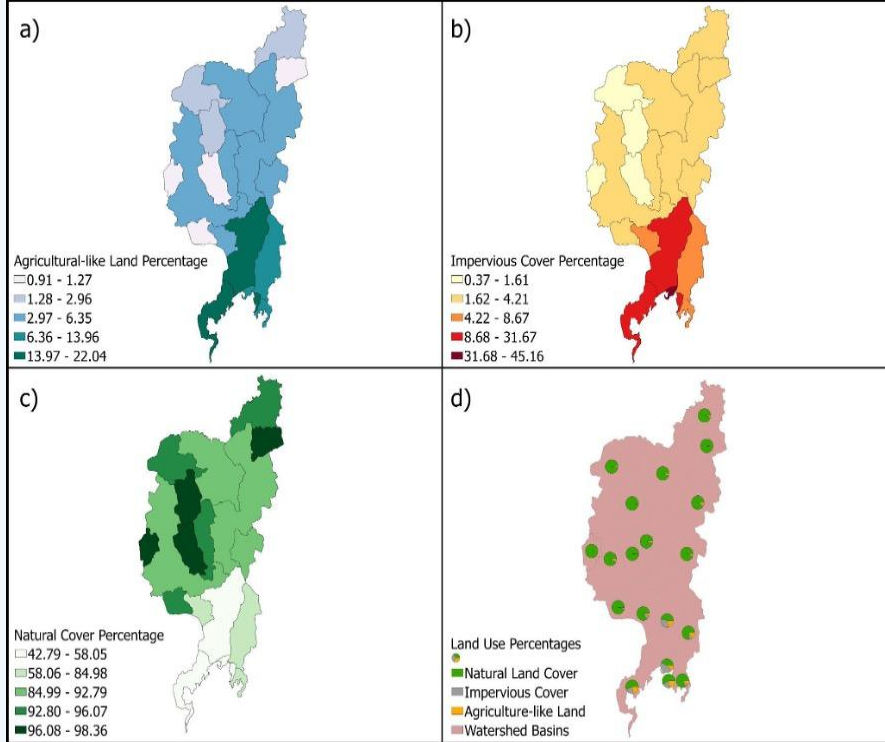 a)
Agricultural-like Land Percentage
0.91 - 1.27
1.28 - 2.96
2.97 - 6.35
6.36 - 13.96
13.97 - 22.04
b)
Impervious Cover Percentage
0.37 - 1.61
1.62 - 4.21
4.22 - 8.67
8.68 - 31.67
31.68 - 45.16
c)
Natural Cover Percentage
42.79 - 58.05
58.06 - 84.98
84.99 - 92.79
92.80 - 96.07
96.08 - 98.36
d)
Land Use Percentages
Natural Land Cover
Impervious Cover
Agriculture-like Land
Watershed Basins